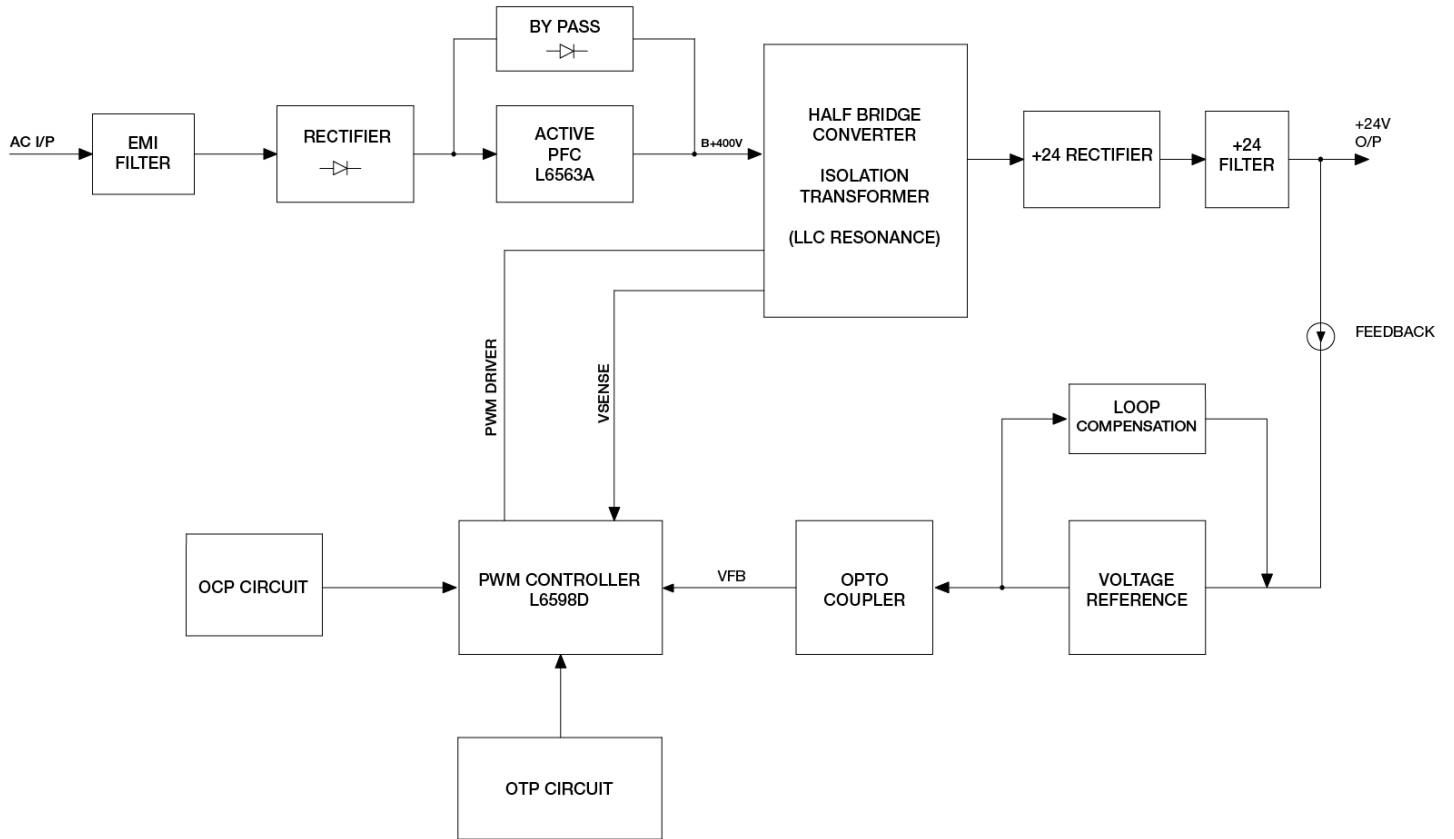 BY PASS
AC I/P
EMI
FILTER
RECTIFIER
ACTIVE
PFC
L6563A
B+400V
HALF BRIDGE
CONVERTER
ISOLATION
TRANSFORMER
(LLC RESONANCE)
+24 RECTIFIER
+24
FILTER
+24V
O/P
FEEDBACK
PWM DRIVER
VSENSE
LOOP
COMPENSATION
OCP CIRCUIT
PWM CONTROLLER
L6598D
VFB
OPTO
COUPLER
VOLTAGE
REFERENCE
OTP CIRCUIT